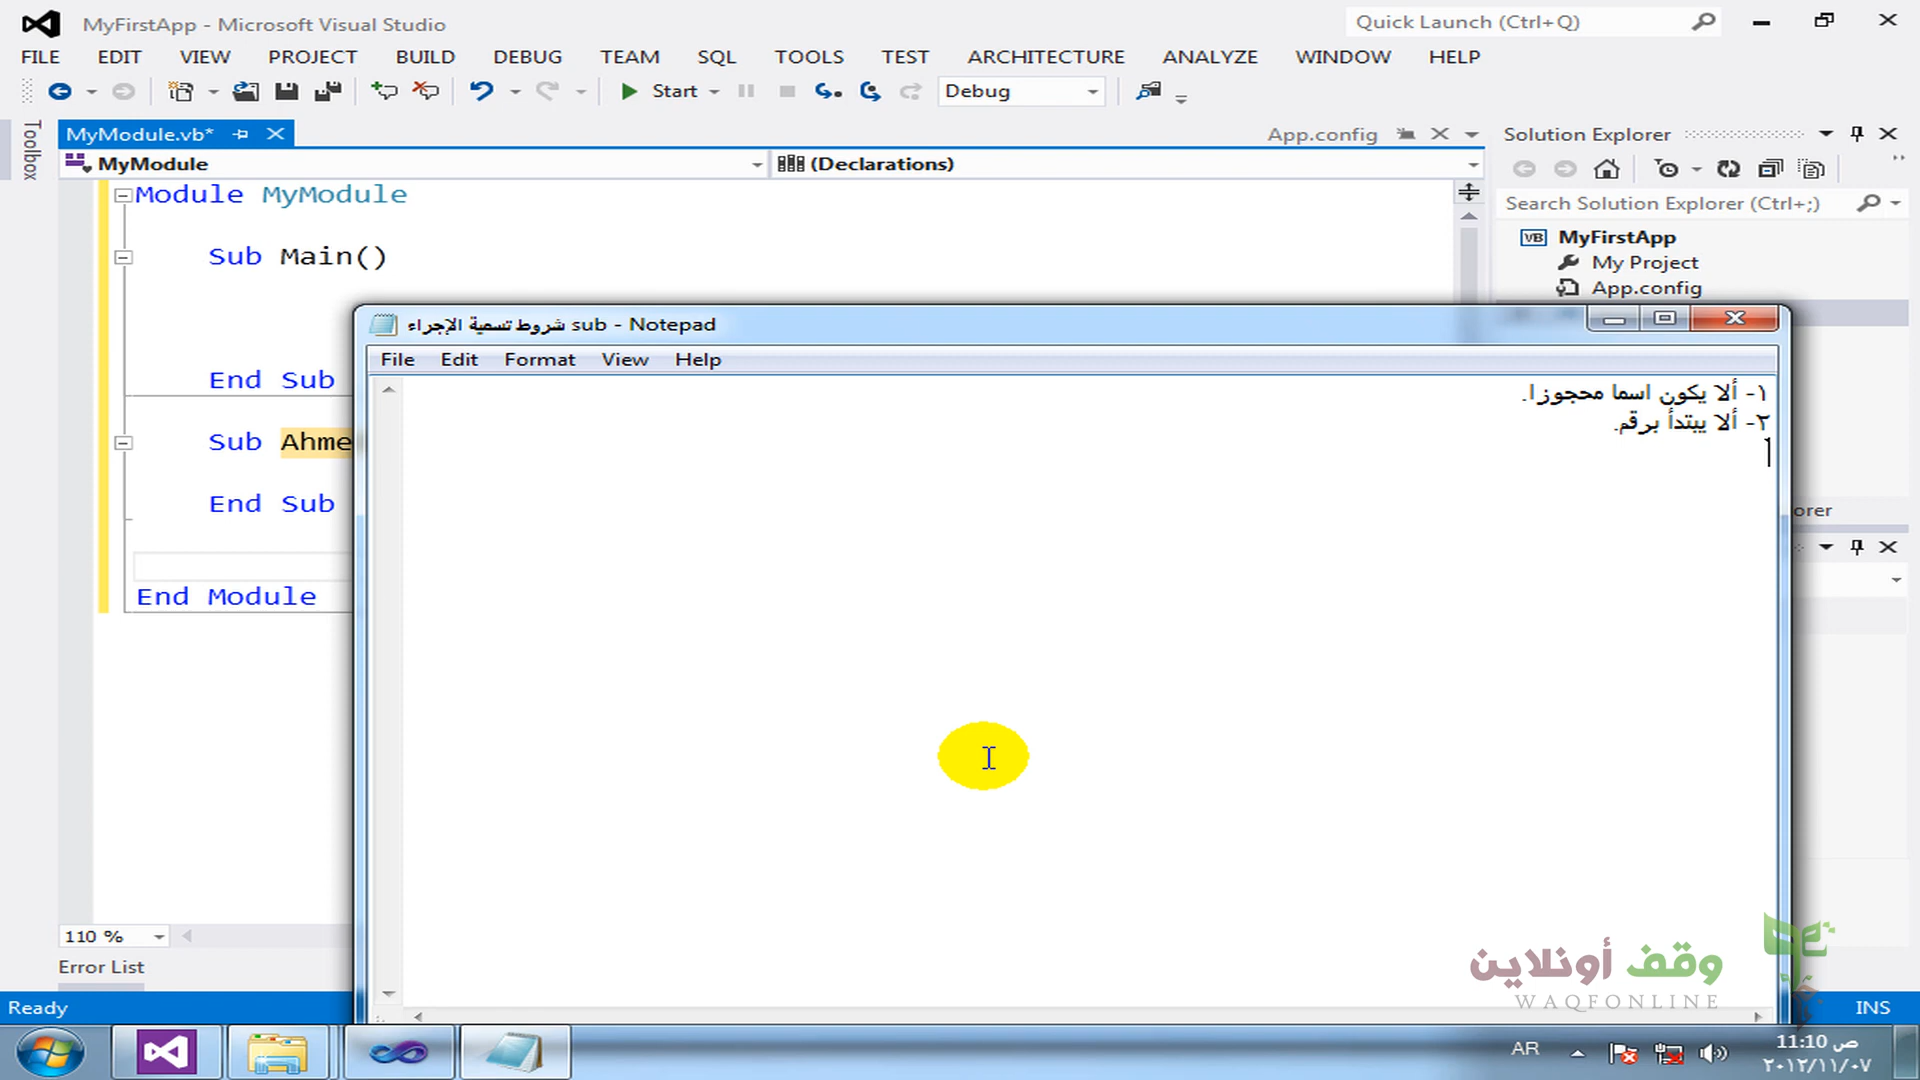 MyFirstApp - Microsoft Visual Studio
Quick Launch (Ctrl+Q)
FILE EDIT VIEW PROJECT BUILD DEBUG TEAM SQL TOOLS TEST ARCHITECTURE ANALYZE WINDOW HELP
Start Debug
Toolbox
MyModule.vb* App.config
Solution Explorer
MyModule (Declarations)
Search Solution Explorer (Ctrl+;)
Module MyModule
Sub Main()
End Sub
Sub Ahme
End Sub
End Module
VB MyFirstApp
My Project
App.config
orer
شروط تسمية الإجراء sub - Notepad
File Edit Format View Help
١- ألا يكون اسما محجوزا.
٢- ألا يبتدأ برقم.
110 %
Error List
Ready
INS
وقف أونلاين
WAQFONLINE
AR
11:10 ص
٢٠١٢/١١/٠٧